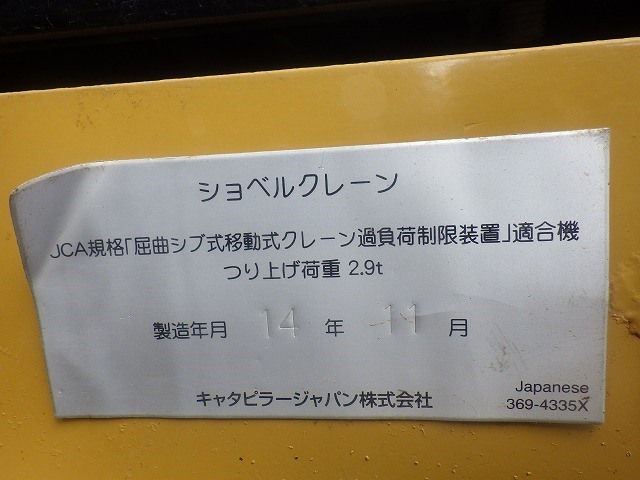 ショベルクレーン
JCA規格「屈曲ジブ式移動式クレーン過負荷制限装置」適合機
つり上げ荷重 2.9t
製造年月 14 年 11 月
キャタピラージャパン株式会社
Japanese
369-4335X